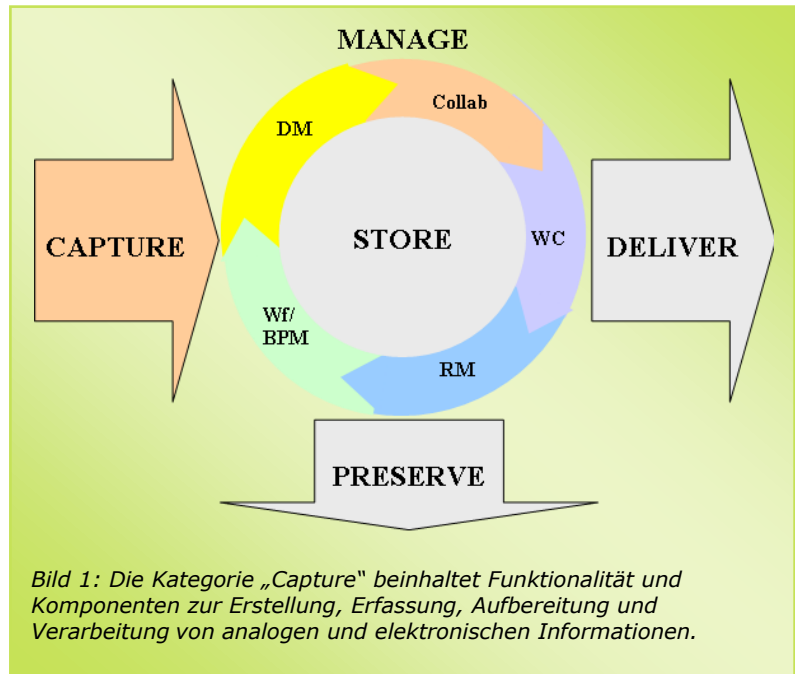 MANAGE
Collab
DM
CAPTURE
STORE
WC
DELIVER
Wf/
BPM
RM
PRESERVE
Bild 1: Die Kategorie „Capture“ beinhaltet Funktionalität und
Komponenten zur Erstellung, Erfassung, Aufbereitung und
Verarbeitung von analogen und elektronischen Informationen.